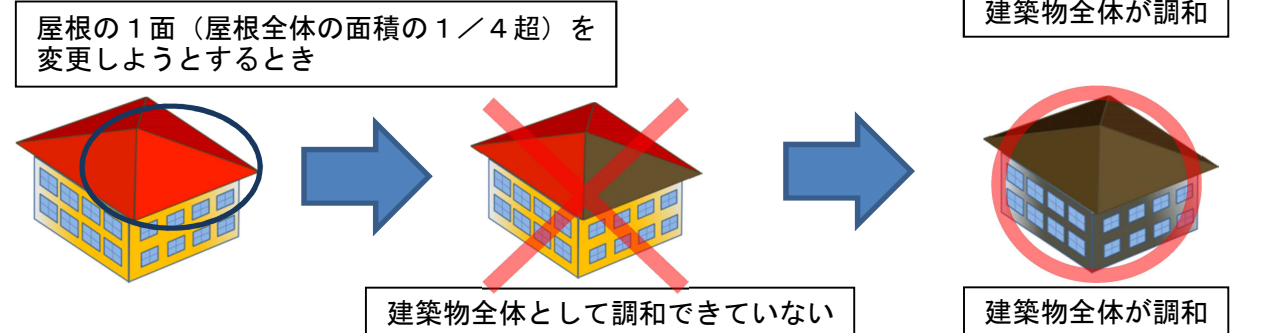 建築物全体が調和
屋根の１面（屋根全体の面積の１／４超）を
変更しようとするとき
建築物全体として調和できていない
建築物全体が調和